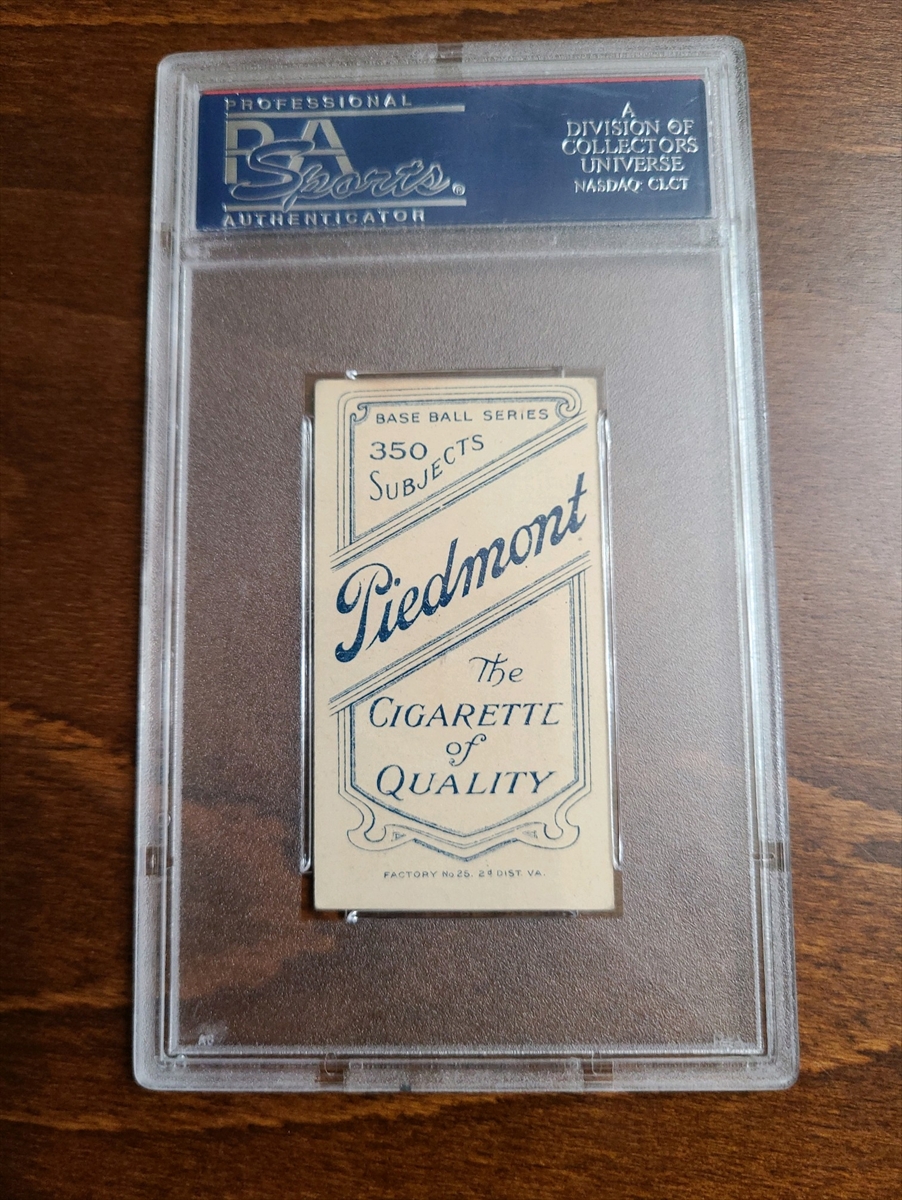 PROFESSIONAL
PSA
Sports®
AUTHENTICATOR
A
DIVISION OF
COLLECTORS
UNIVERSE
NASDAQ: CLCT
BASE BALL SERIES
350
SUBJECTS
Piedmont
The
CIGARETTE
of
QUALITY
FACTORY No 25. 2d DIST. VA.